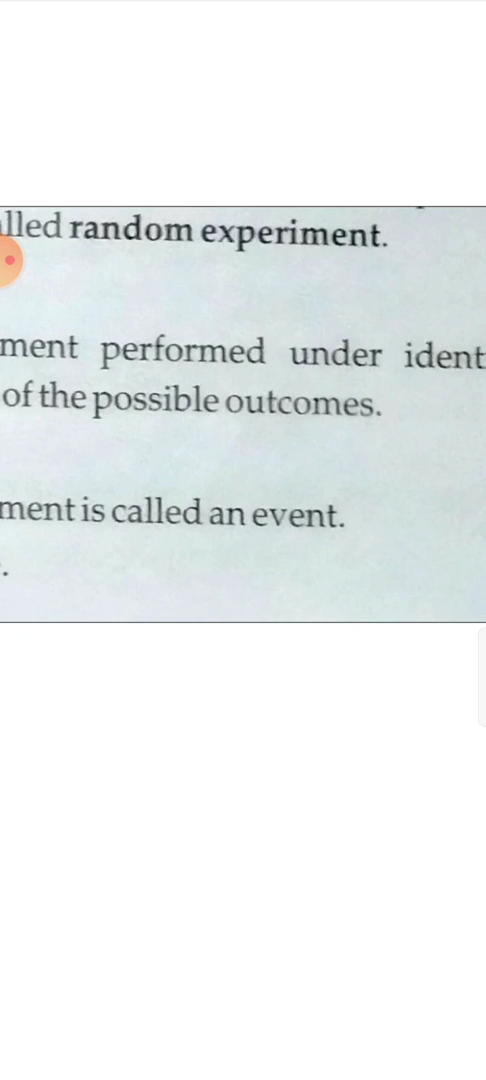 lled random experiment.
ment performed under ident
of the possible outcomes.
ment is called an event.
.